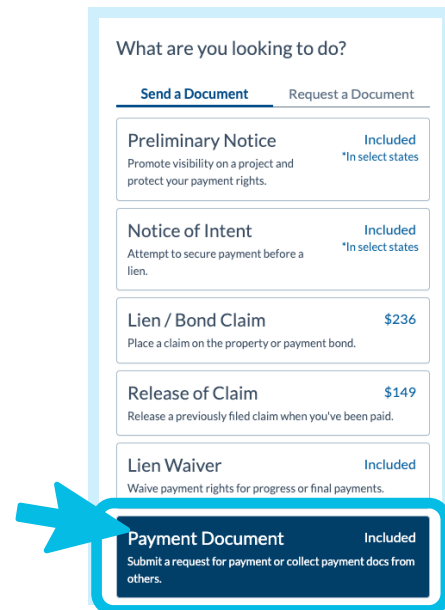 What are you looking to do?
Send a Document Request a Document
Preliminary Notice Included
Promote visibility on a project and *In select states
protect your payment rights.
Notice of Intent Included
Attempt to secure payment before a *In select states
lien.
Lien / Bond Claim $236
Place a claim on the property or payment bond.
Release of Claim $149
Release a previously filed claim when you've been paid.
Lien Waiver Included
Waive payment rights for progress or final payments.
Payment Document Included
Submit a request for payment or collect payment docs from
others.